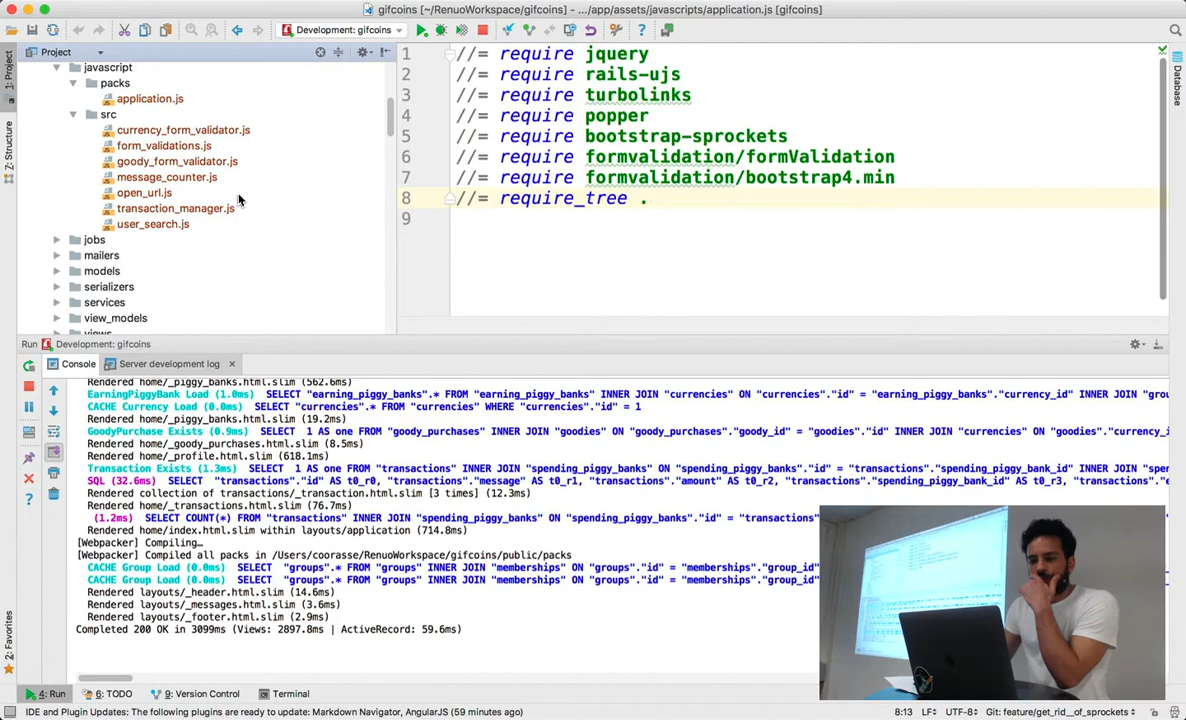 gifcoins [~/RenuoWorkspace/gifcoins] - .../app/assets/javascripts/application.js [gifcoins]
Development: gifcoins
1: Project
Z: Structure
2: Favorites
Database
Project
javascript
packs
application.js
src
currency_form_validator.js
form_validations.js
goody_form_validator.js
message_counter.js
open_url.js
transaction_manager.js
user_search.js
jobs
mailers
models
serializers
services
view_models
views
1 //= require jquery
2 //= require rails-ujs
3 //= require turbolinks
4 //= require popper
5 //= require bootstrap-sprockets
6 //= require formvalidation/formValidation
7 //= require formvalidation/bootstrap4.min
8 //= require_tree .
9
Run Development: gifcoins
Console Server development log
Rendered home/_piggy_banks.html.slim (562.6ms)
EarningPiggyBank Load (1.0ms) SELECT "earning_piggy_banks".* FROM "earning_piggy_banks" INNER JOIN "currencies" ON "currencies"."id" = "earning_piggy_banks"."currency_id" INNER JOIN "grou
CACHE Currency Load (0.0ms) SELECT "currencies".* FROM "currencies" WHERE "currencies"."id" = 1
Rendered home/_piggy_banks.html.slim (19.2ms)
GoodyPurchase Exists (0.9ms) SELECT 1 AS one FROM "goody_purchases" INNER JOIN "goodies" ON "goody_purchases"."goody_id" = "goodies"."id" INNER JOIN "currencies" ON "goodies"."currency_i
Rendered home/_goody_purchases.html.slim (8.5ms)
Rendered home/_profile.html.slim (618.1ms)
Transaction Exists (1.3ms) SELECT 1 AS one FROM "transactions" INNER JOIN "spending_piggy_banks" ON "spending_piggy_banks"."id" = "transactions"."spending_piggy_bank_id" INNER JOIN "spe
SQL (32.6ms) SELECT "transactions"."id" AS t0_r0, "transactions"."message" AS t0_r1, "transactions"."amount" AS t0_r2, "transactions"."spending_piggy_bank_id" AS t0_r3, "transactions"."e
Rendered collection of transactions/_transaction.html.slim [3 times] (12.3ms)
Rendered home/_transactions.html.slim (76.7ms)
(1.2ms) SELECT COUNT(*) FROM "transactions" INNER JOIN "spending_piggy_banks" ON "spending_piggy_banks"."id" = "transactions"
Rendered home/index.html.slim within layouts/application (714.8ms)
[Webpacker] Compiling…
[Webpacker] Compiled all packs in /Users/coorasse/RenuoWorkspace/gifcoins/public/packs
CACHE Group Load (0.0ms) SELECT "groups".* FROM "groups" INNER JOIN "memberships" ON "groups"."id" = "memberships"."group_id"
CACHE Group Load (0.0ms) SELECT "groups".* FROM "groups" INNER JOIN "memberships" ON "groups"."id" = "memberships"."group_id"
Rendered layouts/_header.html.slim (14.6ms)
Rendered layouts/_messages.html.slim (3.6ms)
Rendered layouts/_footer.html.slim (2.9ms)
Completed 200 OK in 3099ms (Views: 2897.8ms | ActiveRecord: 59.6ms)
4: Run 6: TODO 9: Version Control Terminal
IDE and Plugin Updates: The following plugins are ready to update: Markdown Navigator, AngularJS (59 minutes ago) 8:13 LF÷ UTF-8÷ Git: feature/get_rid__of_sprockets